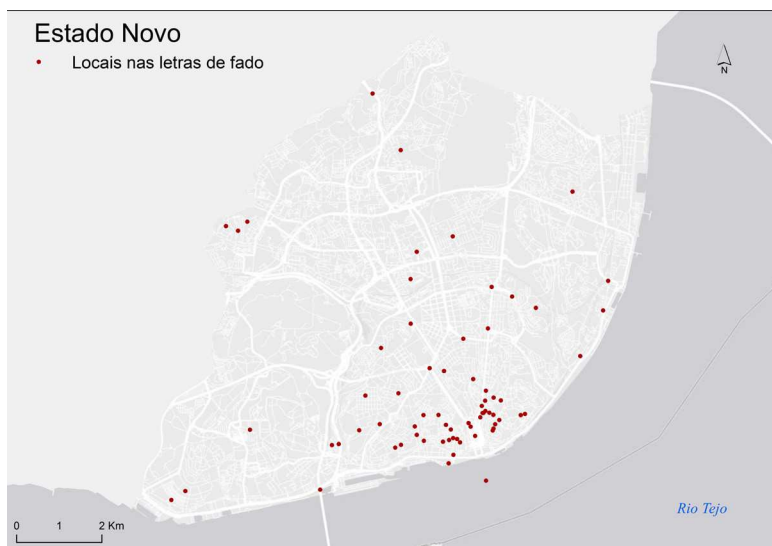 Estado Novo
Locais nas letras de fado
N
Rio Tejo
0 1 2 Km